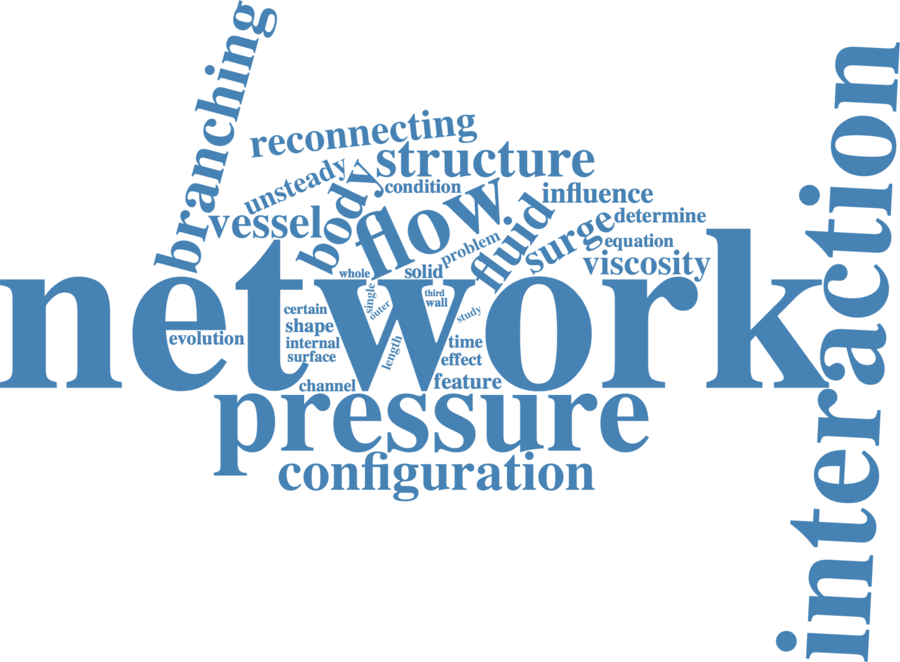 branching
reconnecting
structure
unsteady
body
condition
flow
influence
vessel
fluid
surge
determine
problem
equation
viscosity
whole
solid
interaction
network
single
outer
third
wall
study
certain
shape
internal
surface
evolution
length
time
effect
channel
feature
pressure
configuration